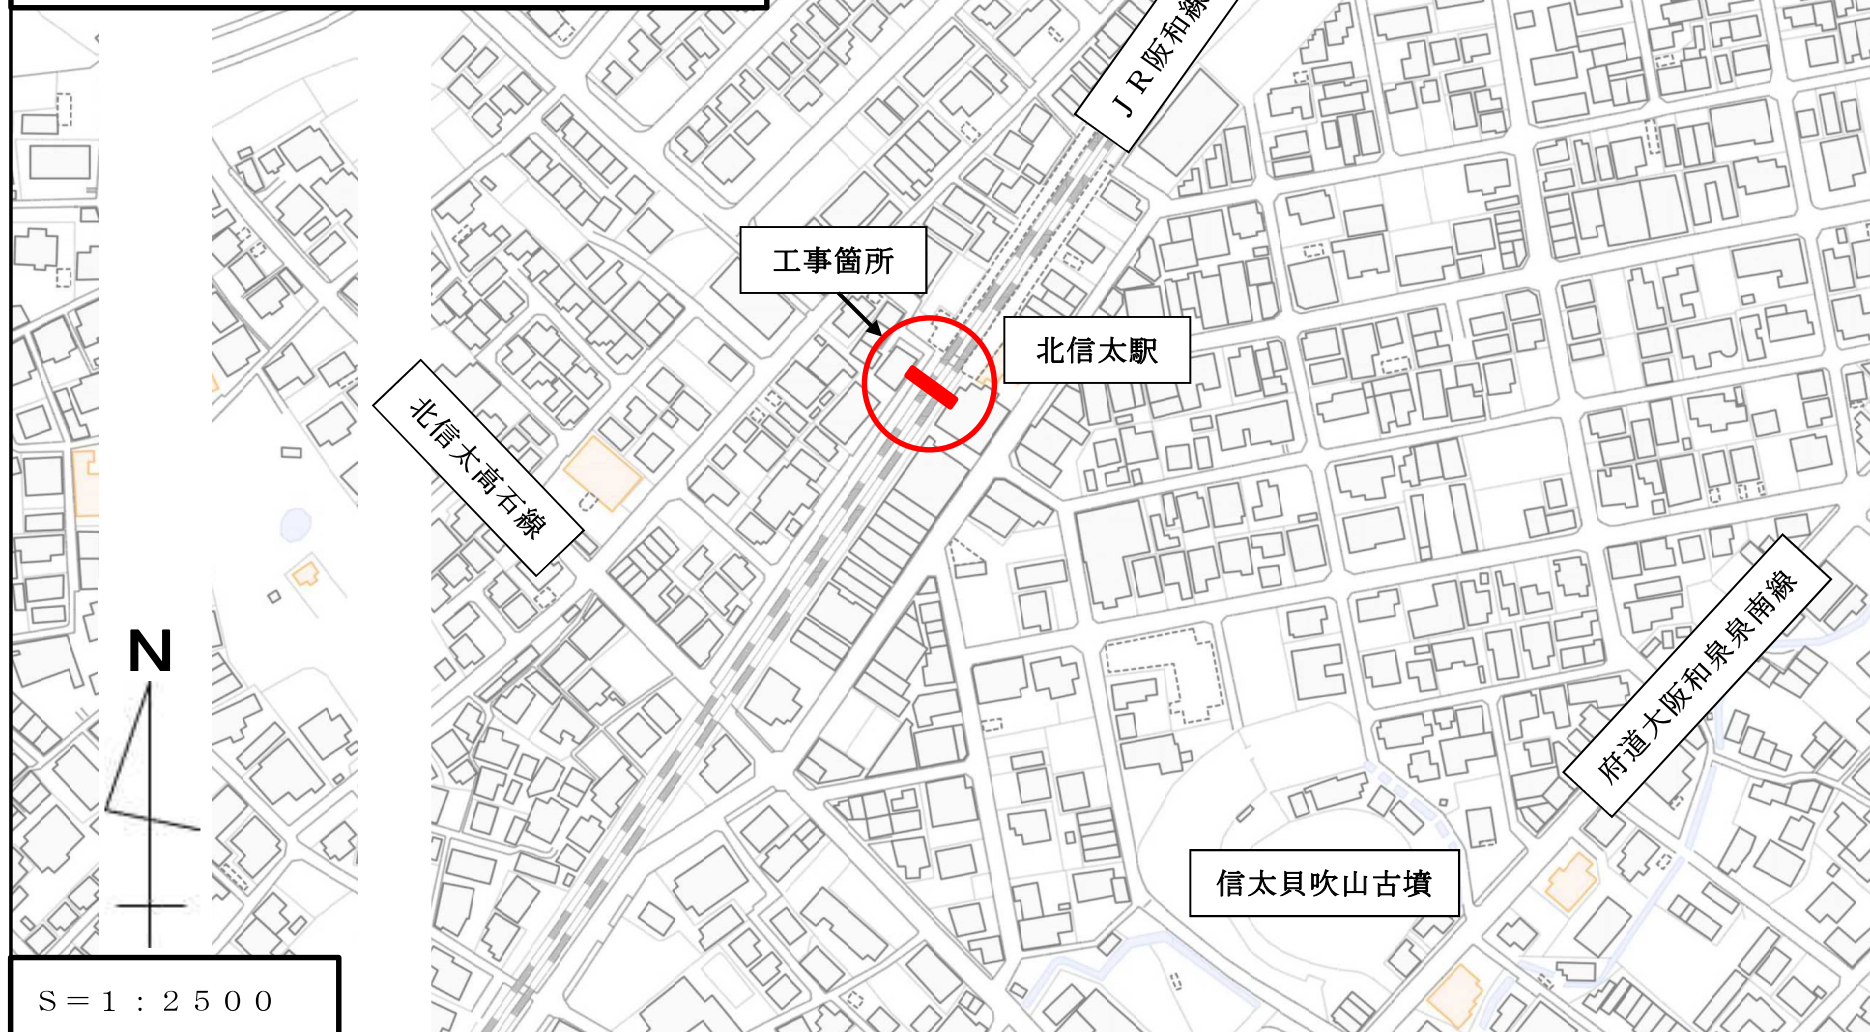 ＪＲ阪和線
工事箇所
北信太駅
北信太高石線
府道大阪和泉泉南線
N
信太貝吹山古墳
Ｓ＝１：２５００